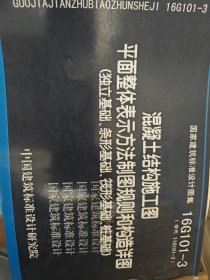 GUOJIAJIANZHUBIAOZHUNSHEJI 16G101-3
国家建筑标准设计图集
16G101-3
混凝土结构施工图
平面整体表示方法制图规则和构造详图
(独立基础、条形基础、筏形基础、桩基础)
中国建筑标准设计研究院